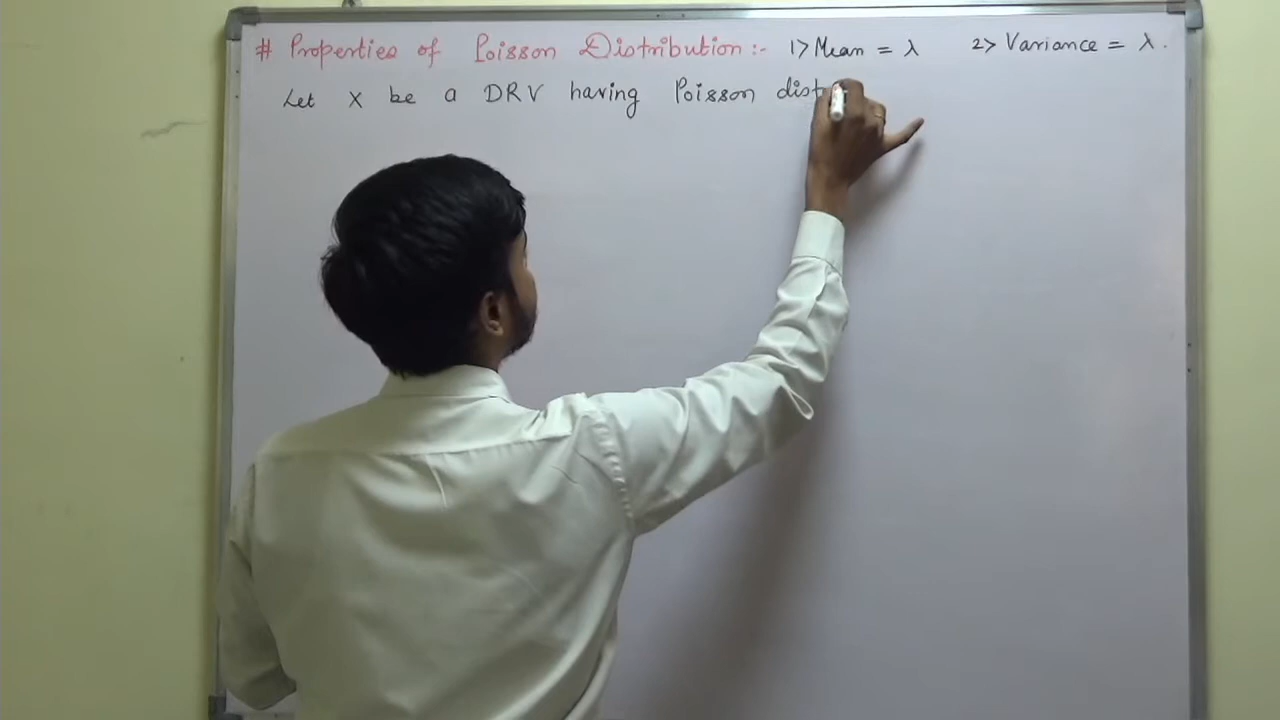 # Properties of Poisson Distribution :- 1> Mean = λ 2> Variance = λ.
Let X be a DRV having Poisson dist